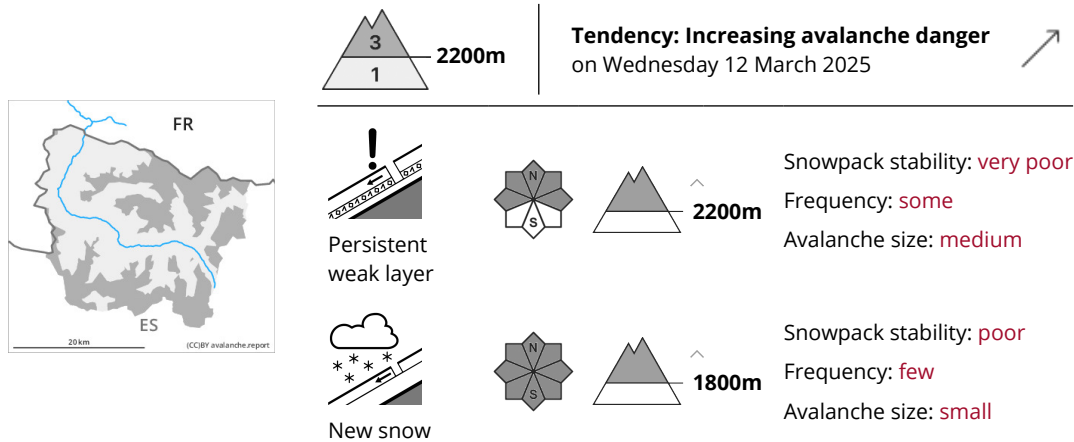 3
1
2200m
Tendency: Increasing avalanche danger
on Wednesday 12 March 2025
FR
ES
20 km
(CC)BY avalanche.report
Persistent
weak layer
N
S
2200m
Snowpack stability: very poor
Frequency: some
Avalanche size: medium
New snow
N
S
1800m
Snowpack stability: poor
Frequency: few
Avalanche size: small